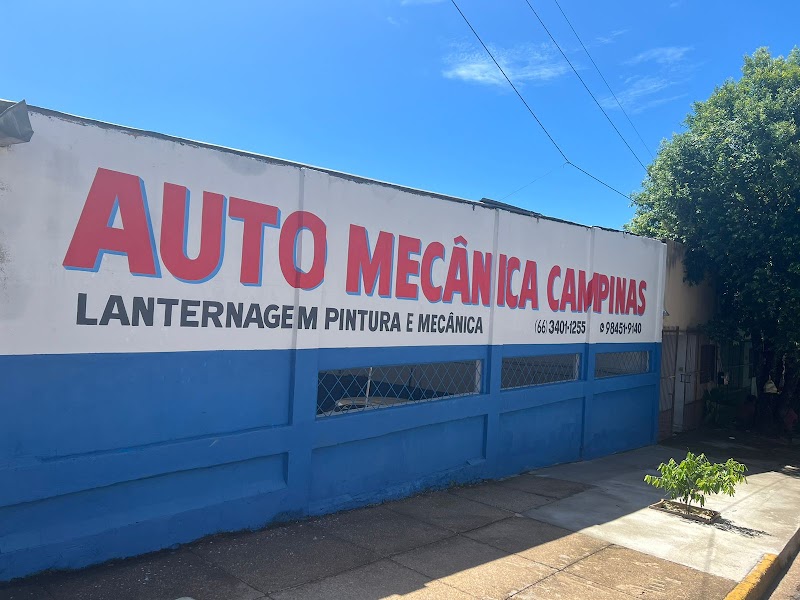 AUTO MECÂNICA CAMPINAS
LANTERNAGEM PINTURA E MECÂNICA (66) 3401-1255 98451-9140